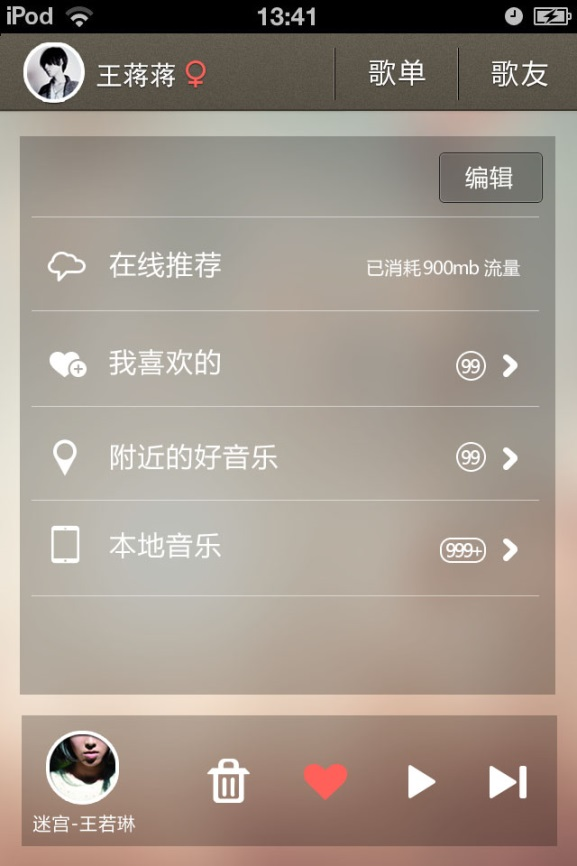 iPod 13:41
王蒋蒋 歌单 歌友
编辑
在线推荐 已消耗900mb 流量
我喜欢的 99
附近的好音乐 99
本地音乐 999+
迷宫-王若琳